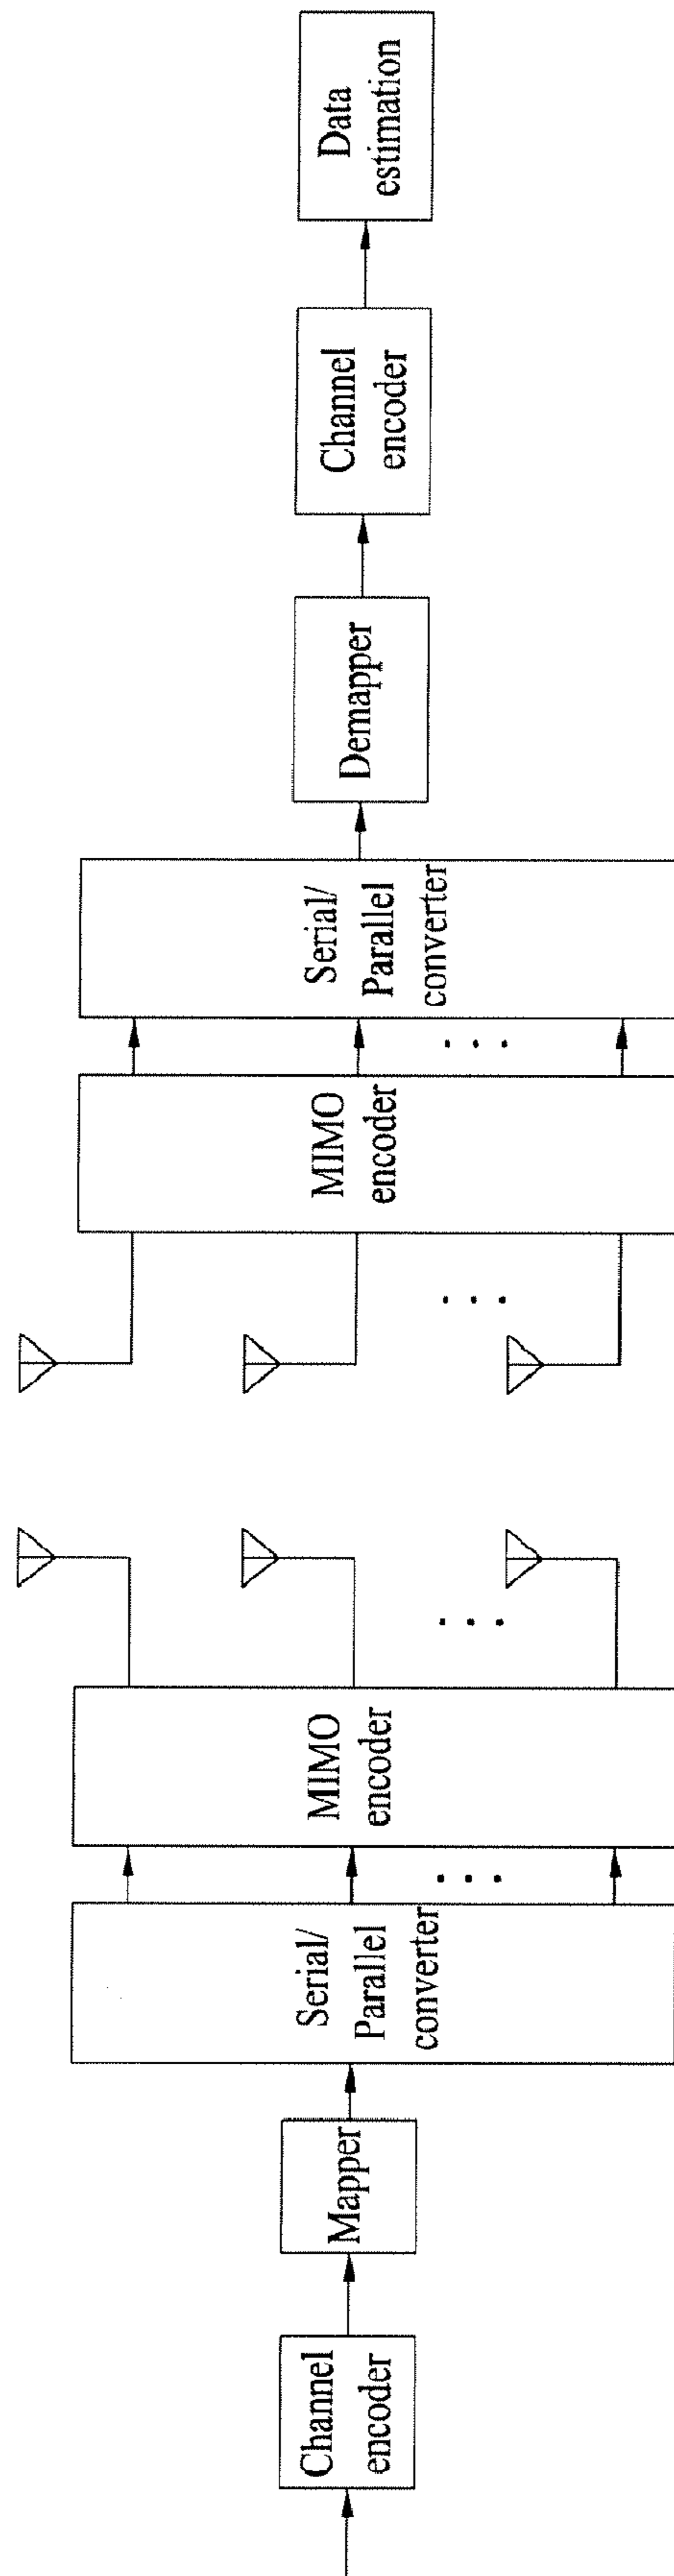 Channel
encoder
Mapper
Serial/
Parallel
converter
MIMO
encoder
MIMO
encoder
Serial/
Parallel
converter
Demapper
Channel
encoder
Data
estimation